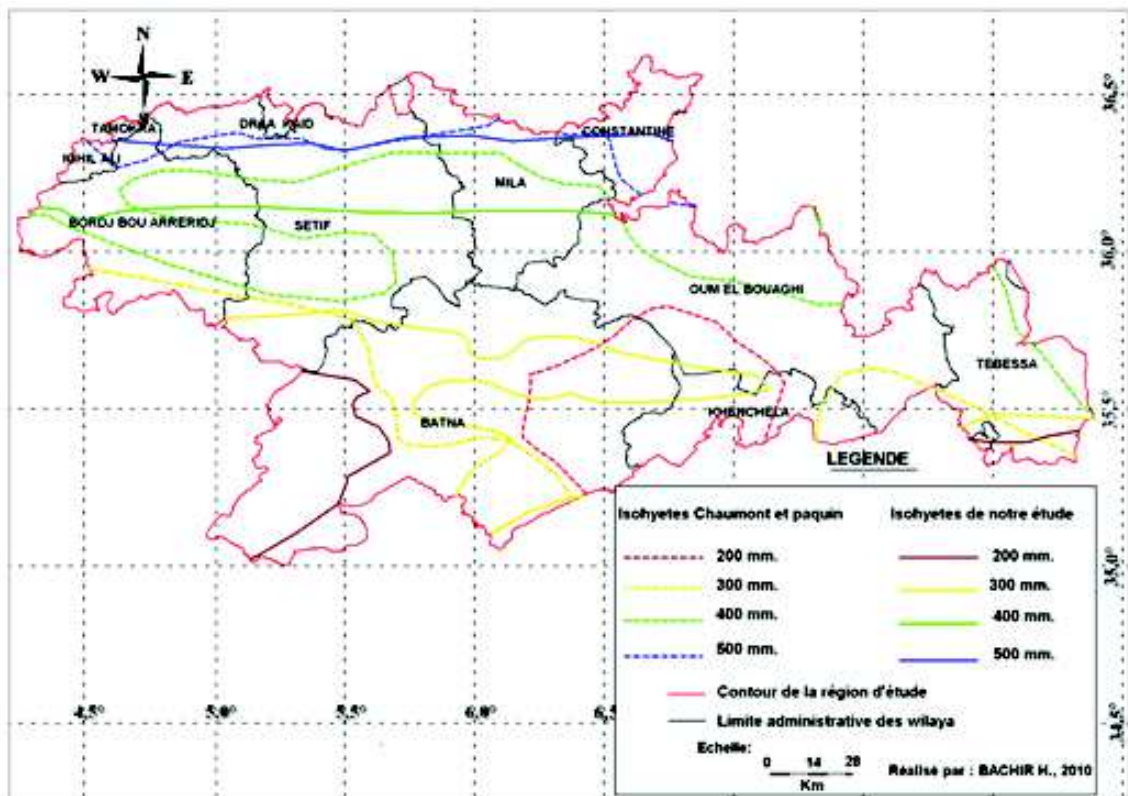 N
W E
36,5°
TAMOKRA
DRAA KAID
CONSTANTINE
IGHIL ALI
MILA
BORDJ BOU ARRERIDJ
SETIF
36,0°
OUM EL BOUAGHI
TEBESSA
BATNA
KHENCHELA
35,5°
LEGENDE
Isohyetes Chaumont et paquin
Isohyetes de notre étude
200 mm.
200 mm.
300 mm.
300 mm.
400 mm.
400 mm.
500 mm.
500 mm.
35,0°
Contour de la région d'étude
Limite administrative des wilaya
Echelle:
0 14 28
Km
Réalisé par : BACHIR H., 2010
4,5° 5,0° 5,5° 6,0° 6,5
34,5°